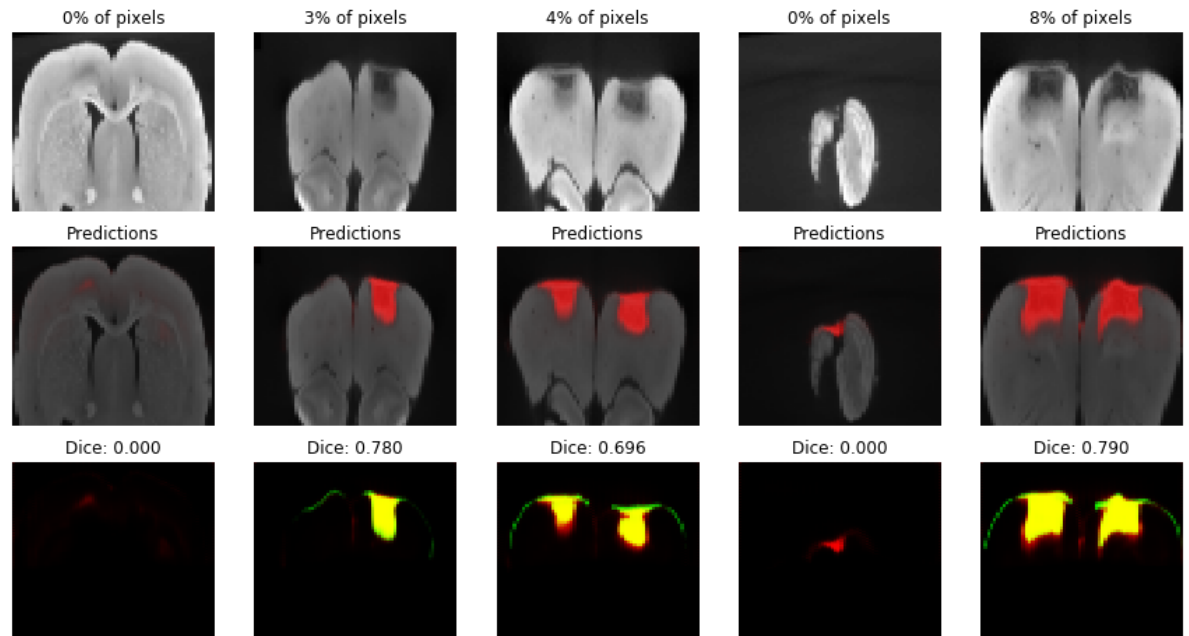 0% of pixels 3% of pixels 4% of pixels 0% of pixels 8% of pixels
Predictions Predictions Predictions Predictions Predictions
Dice: 0.000 Dice: 0.780 Dice: 0.696 Dice: 0.000 Dice: 0.790